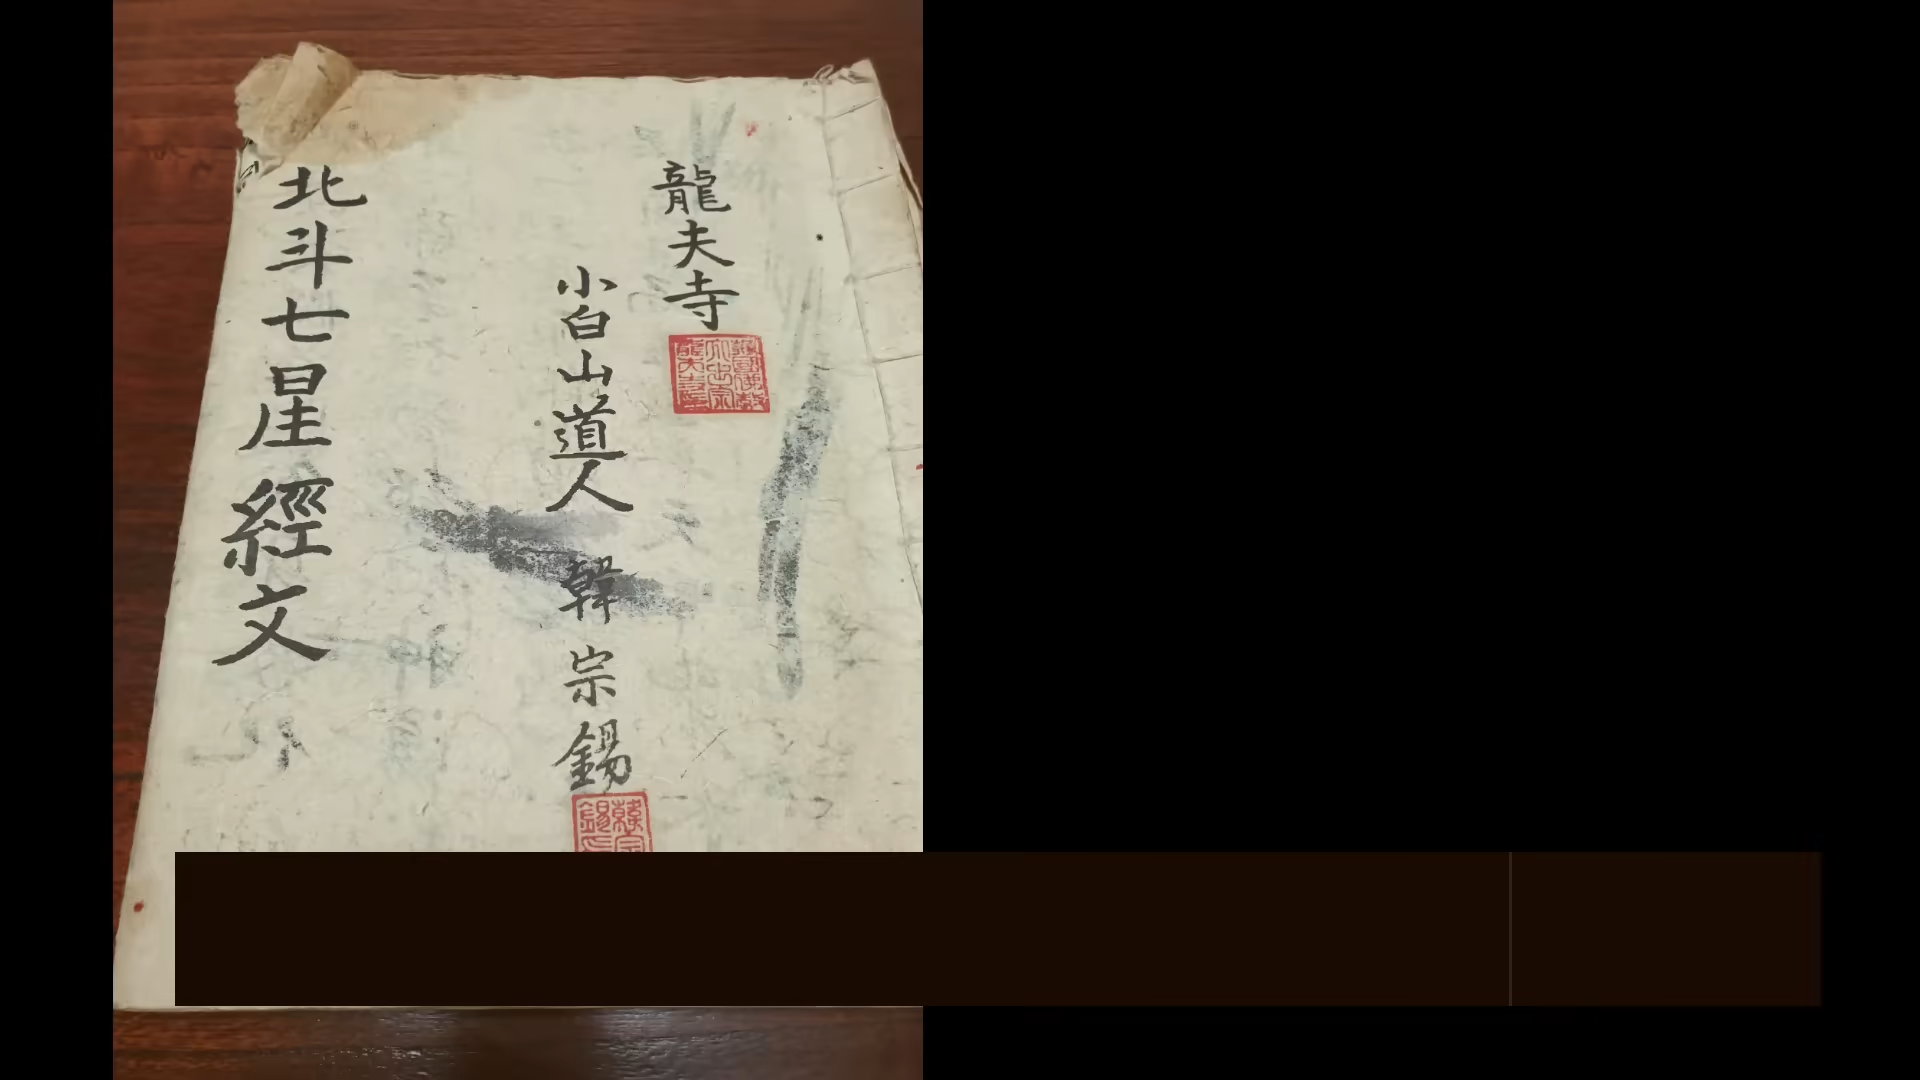 龍夫寺
小白山道人 韓宗錫
北斗七星經文